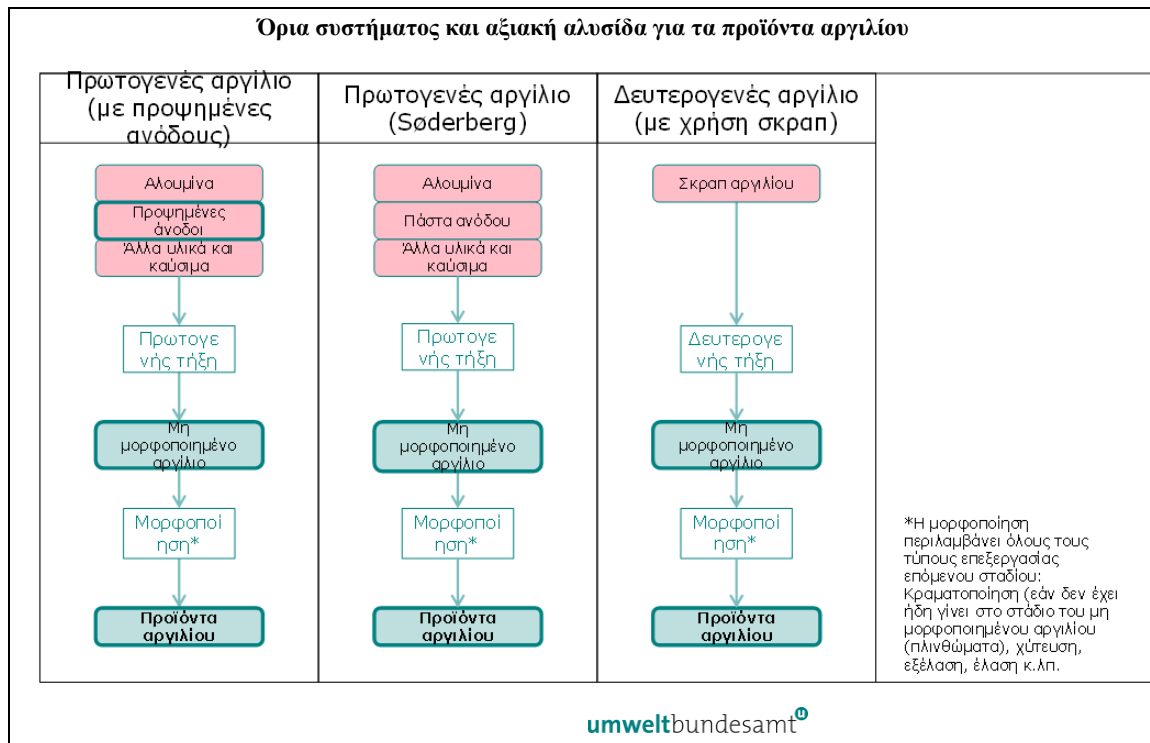 Όρια συστήματος και αξιακή αλυσίδα για τα προϊόντα αργιλίου
Πρωτογενές αργίλιο
(με προψημένες
ανόδους)
Αλουμίνα
Προψημένες
άνοδοι
Άλλα υλικά και
καύσιμα
Πρωτογε
νής τήξη
Μη
μορφοποιημένο
αργίλιο
Μορφοποί
ηση*
Προϊόντα
αργιλίου
Πρωτογενές αργίλιο
(Søderberg)
Αλουμίνα
Πάστα ανόδου
Άλλα υλικά και
καύσιμα
Πρωτογε
νής τήξη
Μη
μορφοποιημένο
αργίλιο
Μορφοποί
ηση*
Προϊόντα
αργιλίου
Δευτερογενές αργίλιο
(με χρήση σκραπ)
Σκραπ αργιλίου
Δευτερογε
νής τήξη
Μη
μορφοποιημένο
αργίλιο
Μορφοποί
ηση*
Προϊόντα
αργιλίου
*Η μορφοποίηση
περιλαμβάνει όλους τους
τύπους επεξεργασίας
επόμενου σταδίου:
Κραματοποίηση (εάν δεν έχει
ήδη γίνει στο στάδιο του μη
μορφοποιημένου αργιλίου
(πλινθώματα), χύτευση,
εξέλαση, έλαση κ.λπ.
umweltbundesamt u